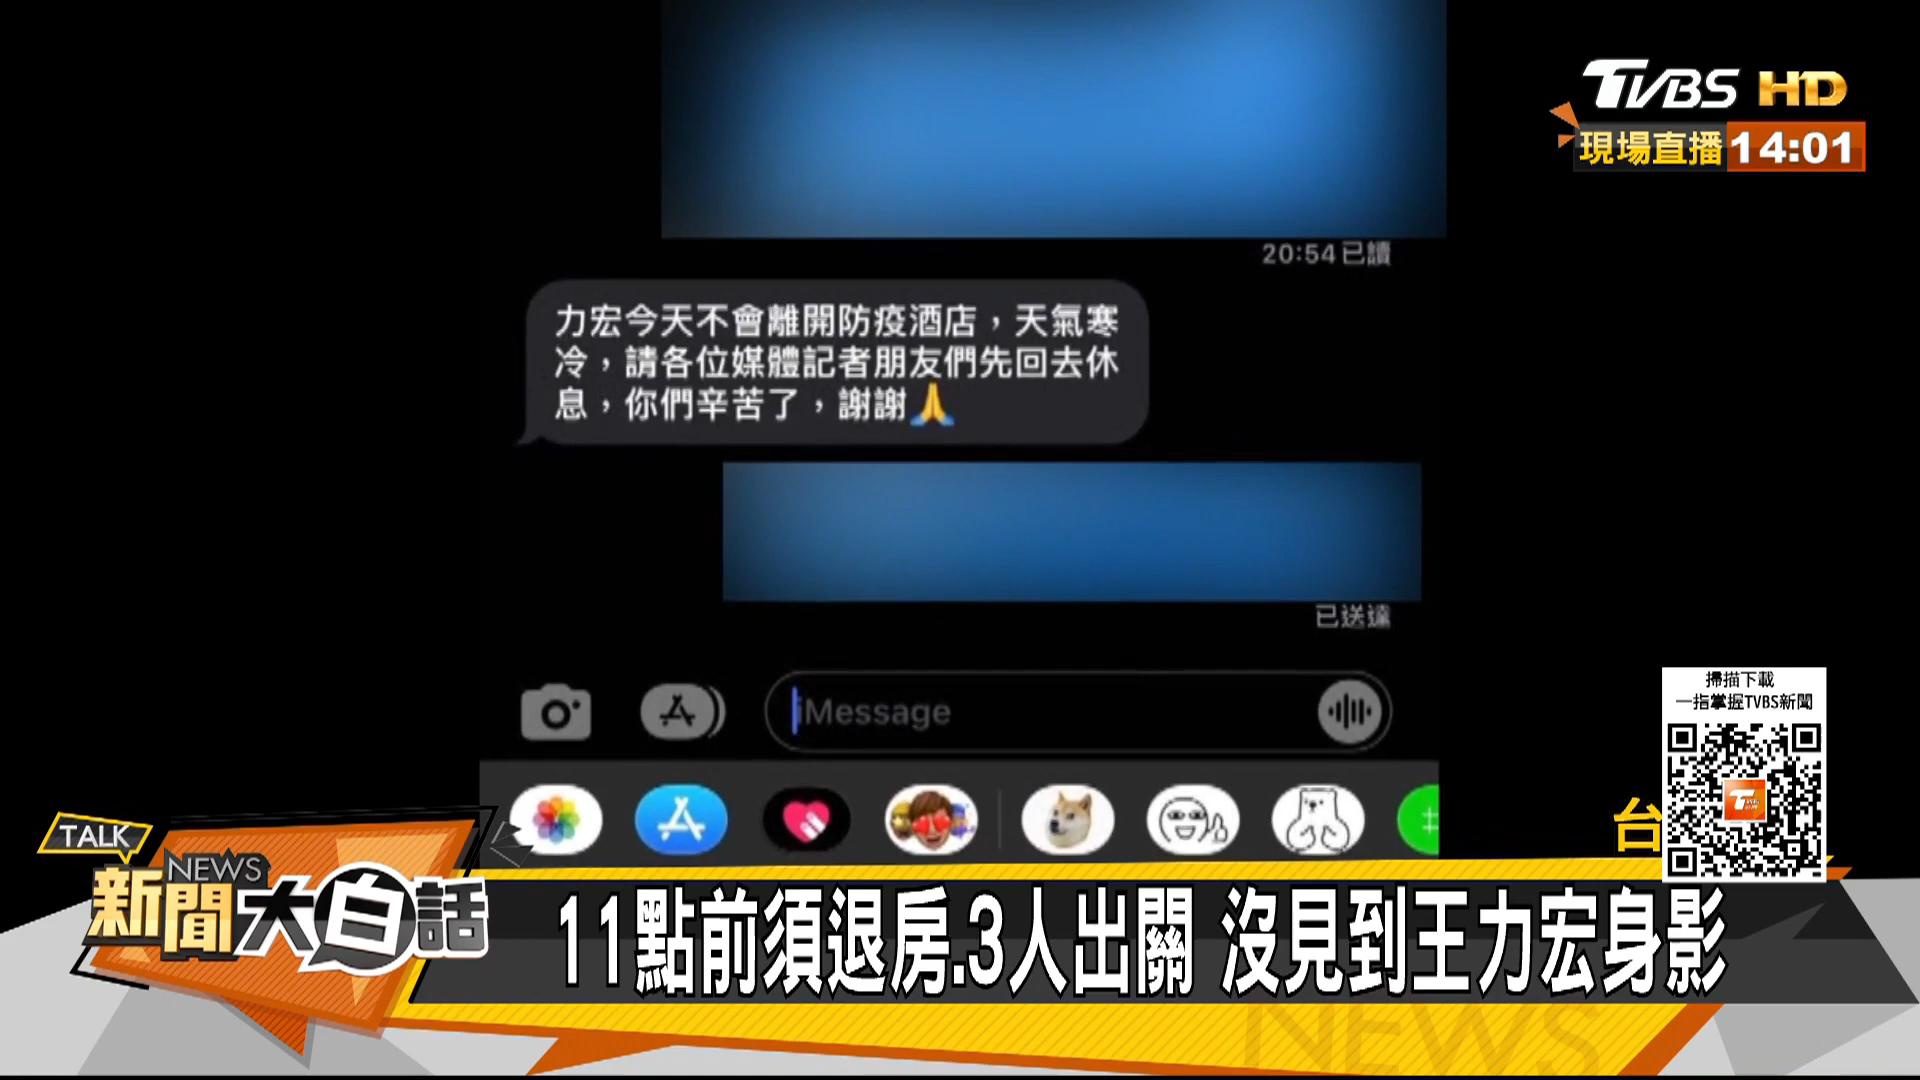 TVBS HD
現場直播 14:01
20:54 已讀
力宏今天不會離開防疫酒店，天氣寒
冷，請各位媒體記者朋友們先回去休
息，你們辛苦了，謝謝🙏
已送達
iMessage
掃描下載
一指掌握TVBS新聞
台
TALK
NEWS
新聞大白話
11點前須退房.3人出關 沒見到王力宏身影
NEWS